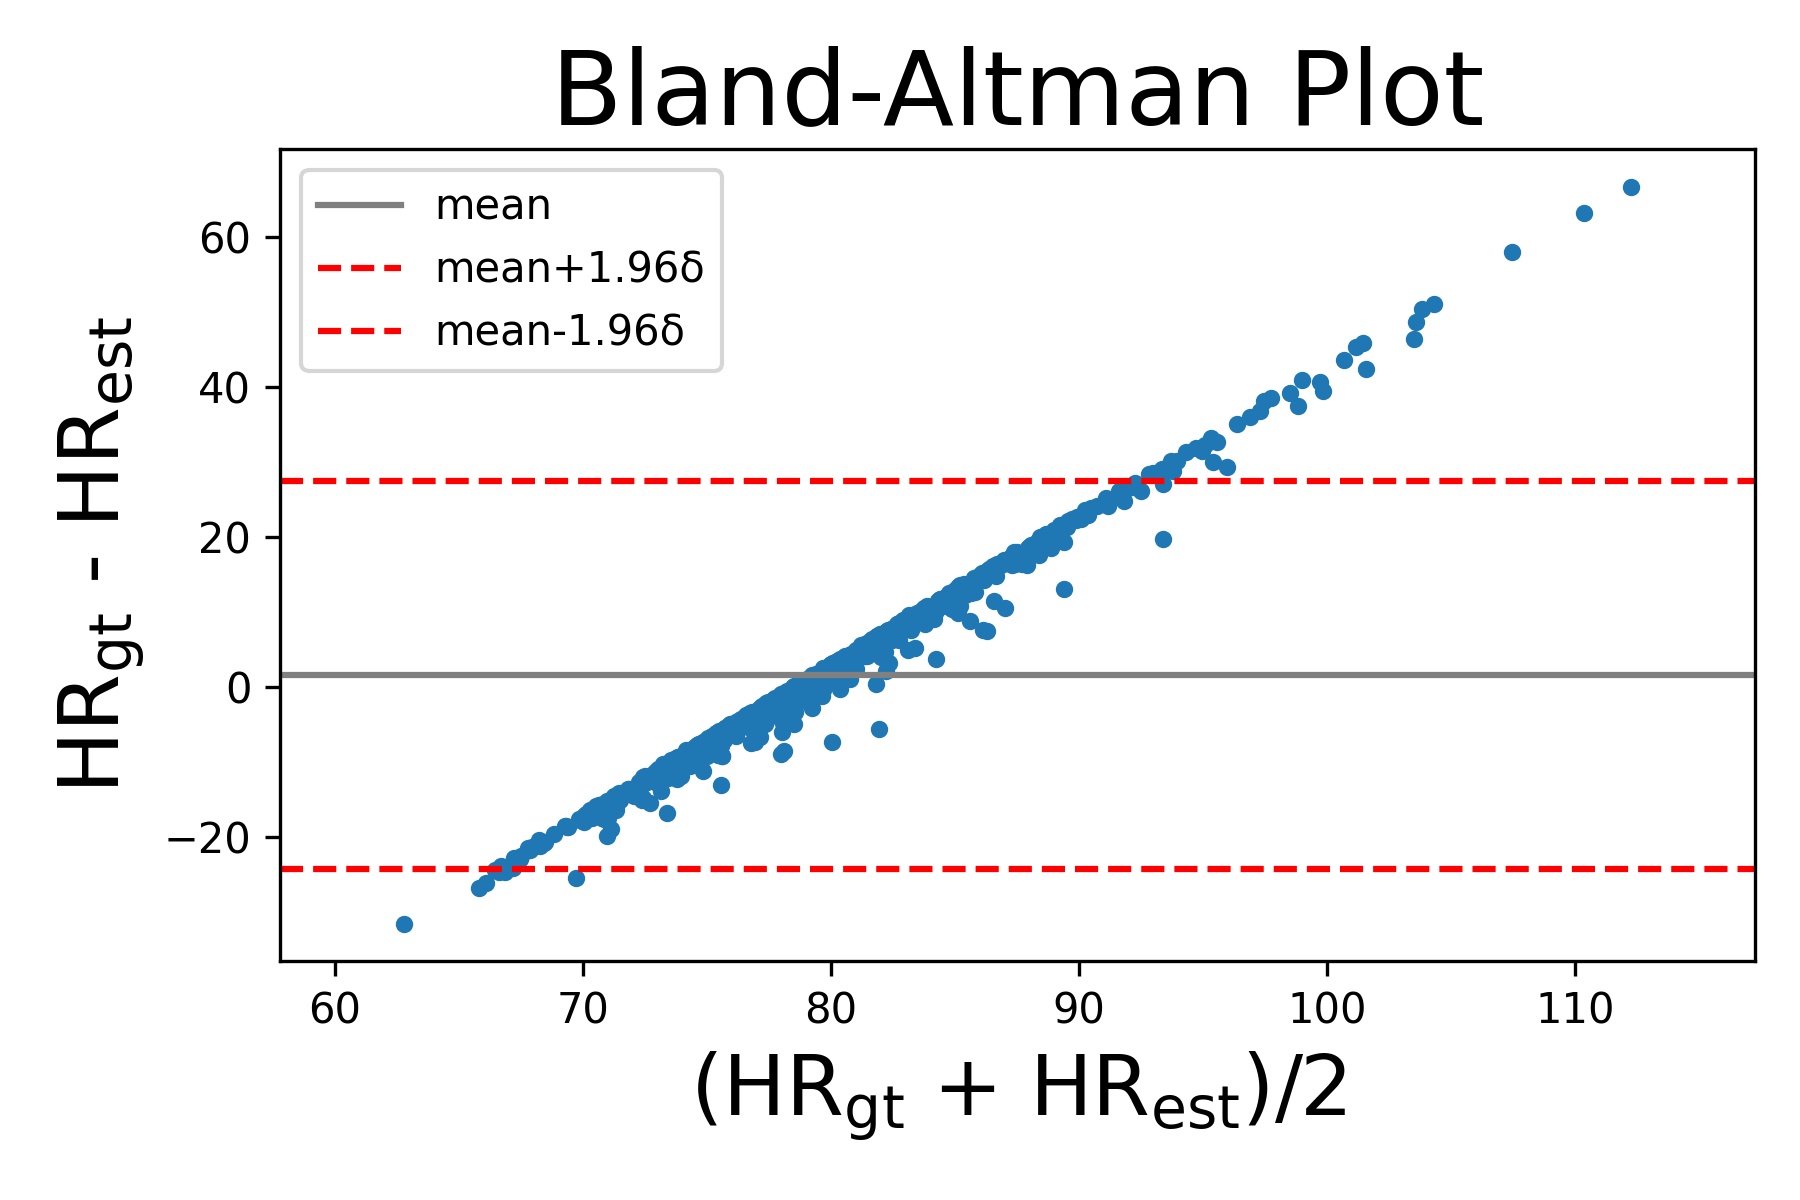 Bland-Altman Plot
mean
mean+1.96δ
mean-1.96δ
HRgt - HRest
60
40
20
0
−20
60 70 80 90 100 110
(HRgt + HRest)/2